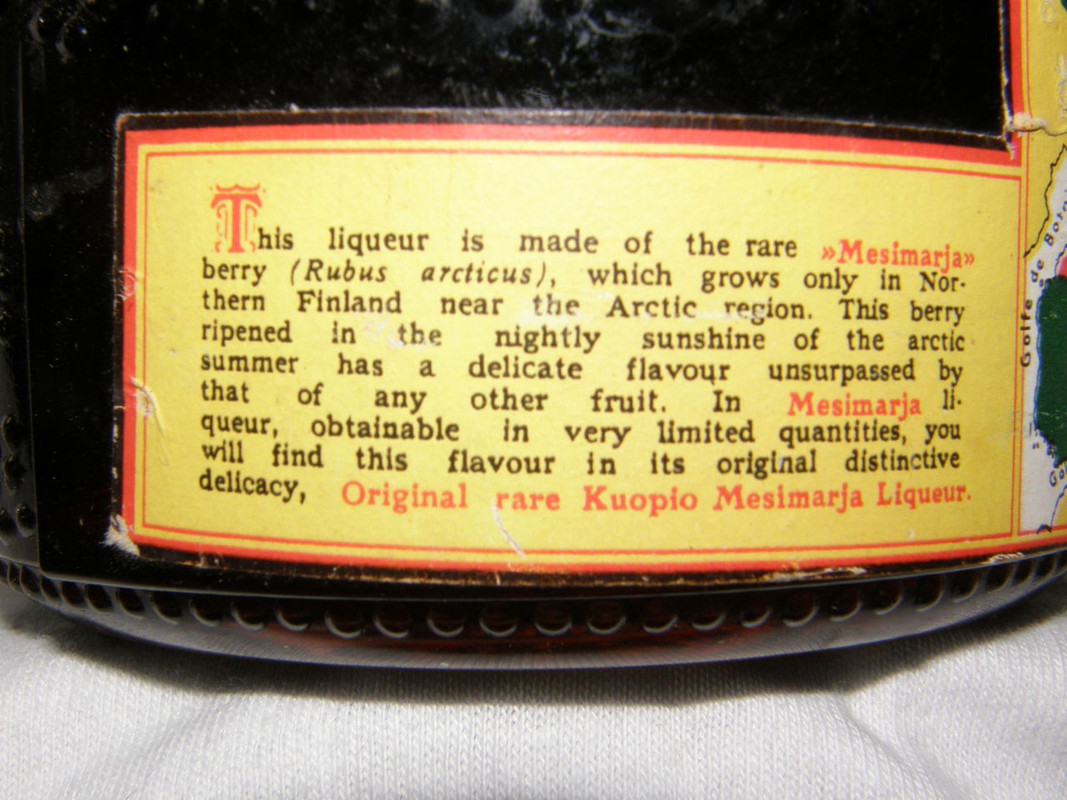 This liqueur is made of the rare »Mesimarja»
berry (Rubus arcticus), which grows only in Nor-
thern Finland near the Arctic region. This berry
ripened in the nightly sunshine of the arctic
summer has a delicate flavour unsurpassed by
that of any other fruit. In Mesimarja li-
queur, obtainable in very limited quantities, you
will find this flavour in its original distinctive
delicacy, Original rare Kuopio Mesimarja Liqueur.
Golfe de